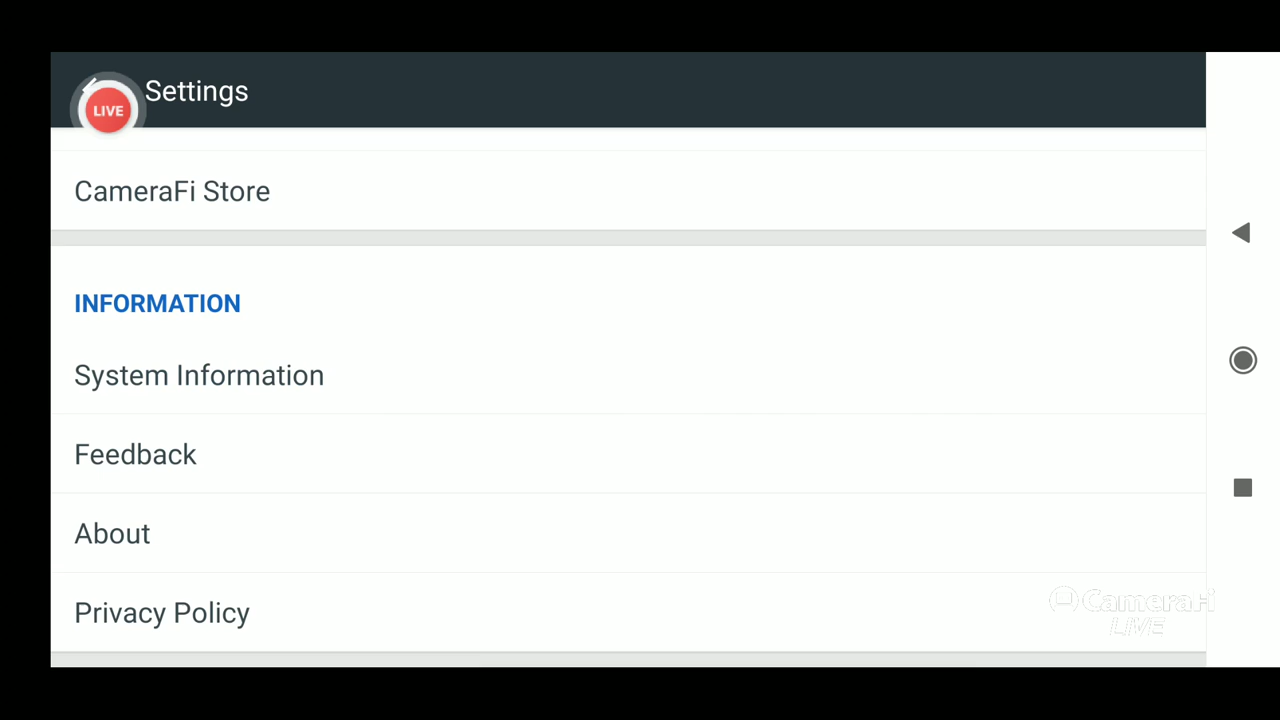 LIVE
Settings
CameraFi Store
INFORMATION
System Information
Feedback
About
Privacy Policy
CameraFi
LIVE